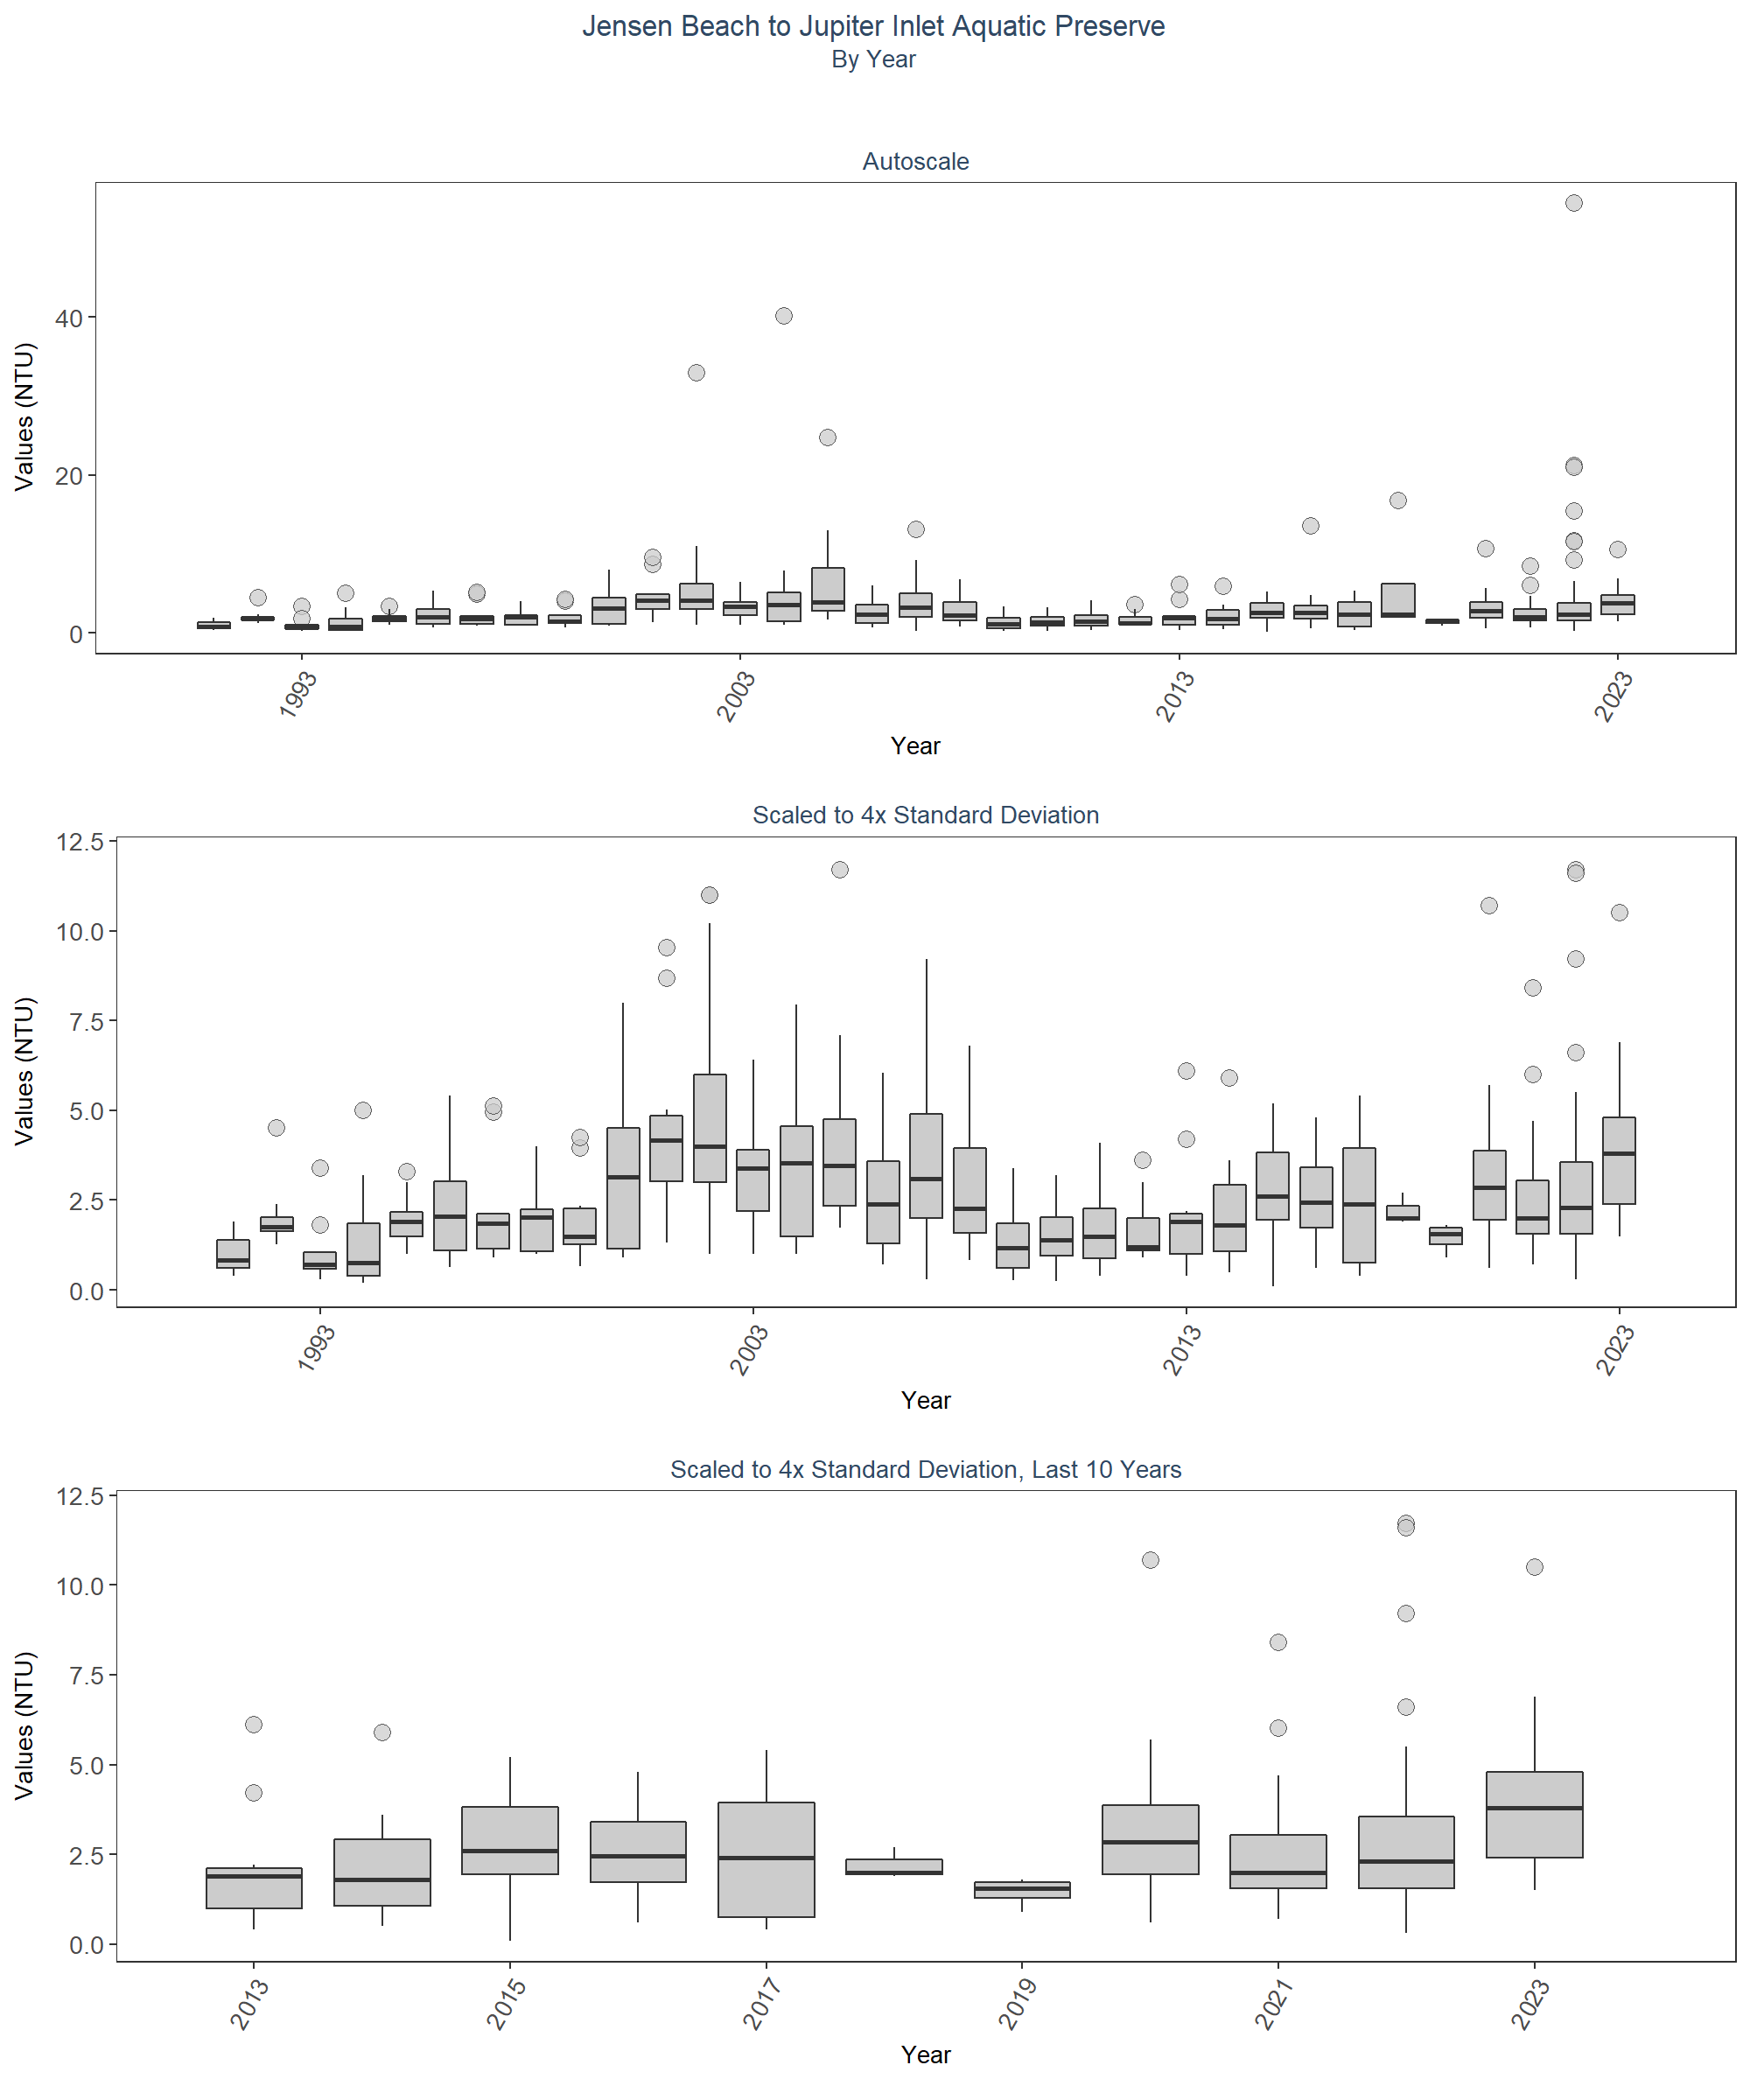 Jensen Beach to Jupiter Inlet Aquatic Preserve
By Year
Autoscale
Values (NTU)
40
20
0
1993
2003
2013
2023
Year
Scaled to 4x Standard Deviation
Values (NTU)
12.5
10.0
7.5
5.0
2.5
0.0
1993
2003
2013
2023
Year
Scaled to 4x Standard Deviation, Last 10 Years
Values (NTU)
12.5
10.0
7.5
5.0
2.5
0.0
2013
2015
2017
2019
2021
2023
Year